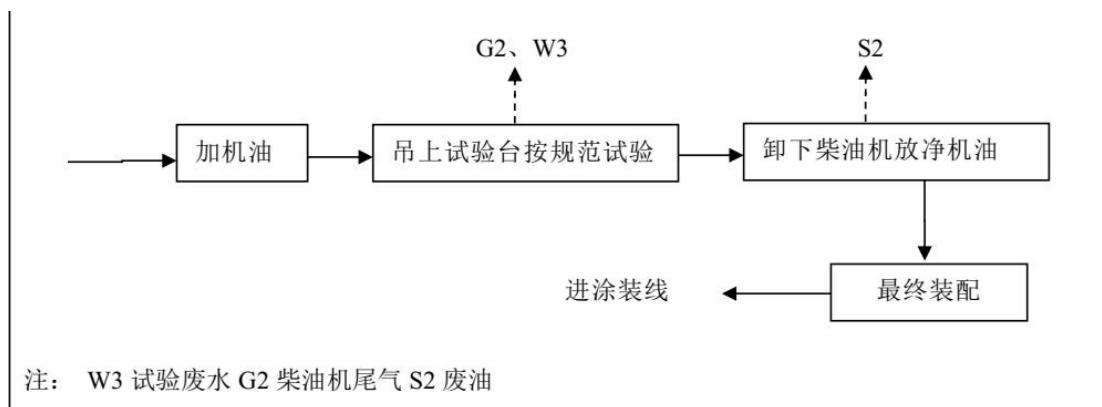 G2、W3
S2
加机油
吊上试验台按规范试验
卸下柴油机放净机油
进涂装线
最终装配
注： W3 试验废水 G2 柴油机尾气 S2 废油